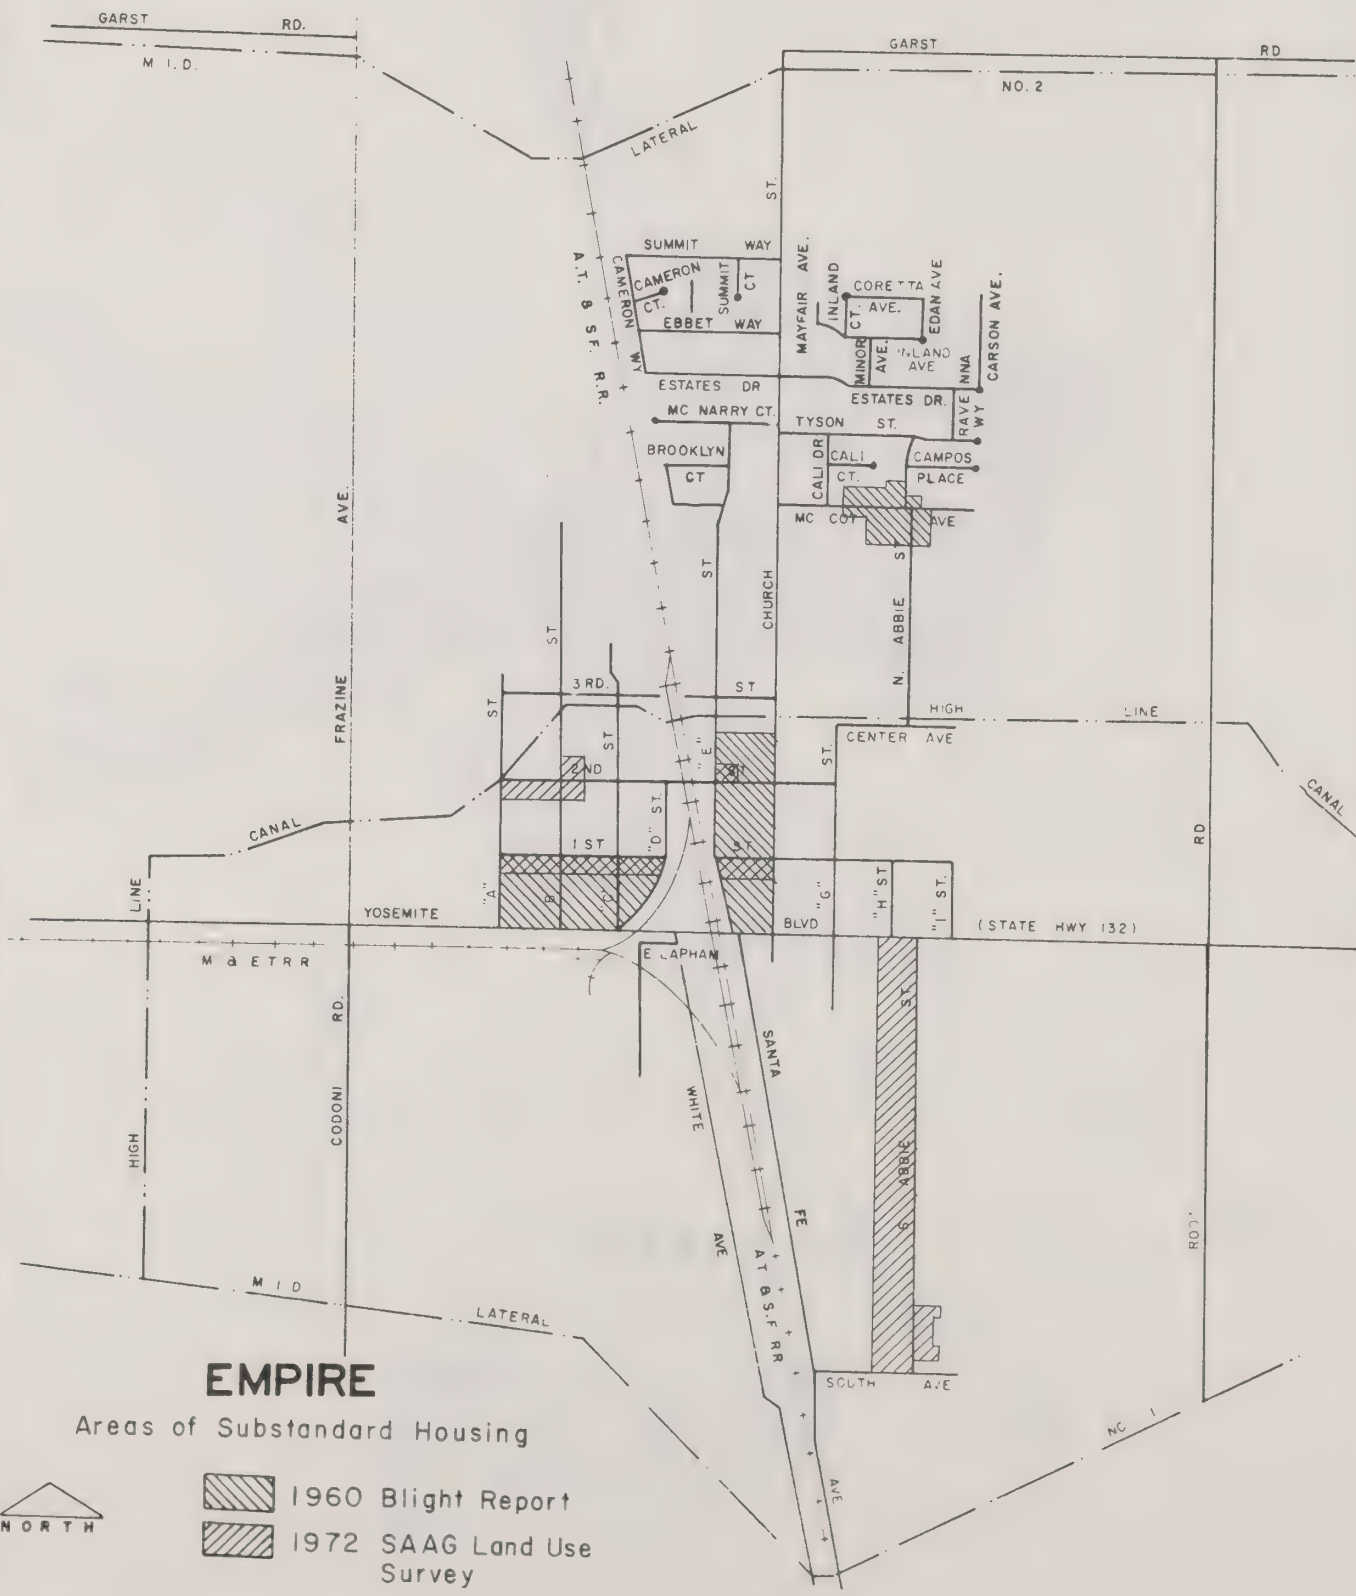 GARST RD.
M.I.D.
GARST RD
NO. 2
LATERAL
ST.
A.T. & S.F. R.R.
SUMMIT WAY
CAMERON WY
CAMERON CT.
SUMMIT CT
EBBET WAY
MAYFAIR AVE.
INLAND CT.
CORETTA AVE.
EDAN AVE
CARSON AVE.
MINOR AVE.
INLAND AVE
ESTATES DR
ESTATES DR.
RAVENNA WY
MC NARRY CT.
TYSON ST.
BROOKLYN CT
CALI DR
CALI CT.
CAMPOS PLACE
MC COY AVE
FRAZINE AVE.
ST
ST
CHURCH
N. ABBIE ST
3 RD. ST
ST
ST
HIGH LINE
CENTER AVE
"E"
ST.
2 ND ST
CANAL
CANAL
"D" ST.
1 ST ST
RD
LINE
"A"
B
"C"
"G"
"H" ST
"I" ST.
YOSEMITE BLVD (STATE HWY 132)
M & E T R R
E LAPHAM
CODONI RD.
HIGH
SANTA FE
WHITE AVE
S ABBIE ST.
A T & S.F RR
M I D LATERAL
SOUTH AVE
AVE
EMPIRE
Areas of Substandard Housing
NORTH
1960 Blight Report
1972 SAAG Land Use
Survey